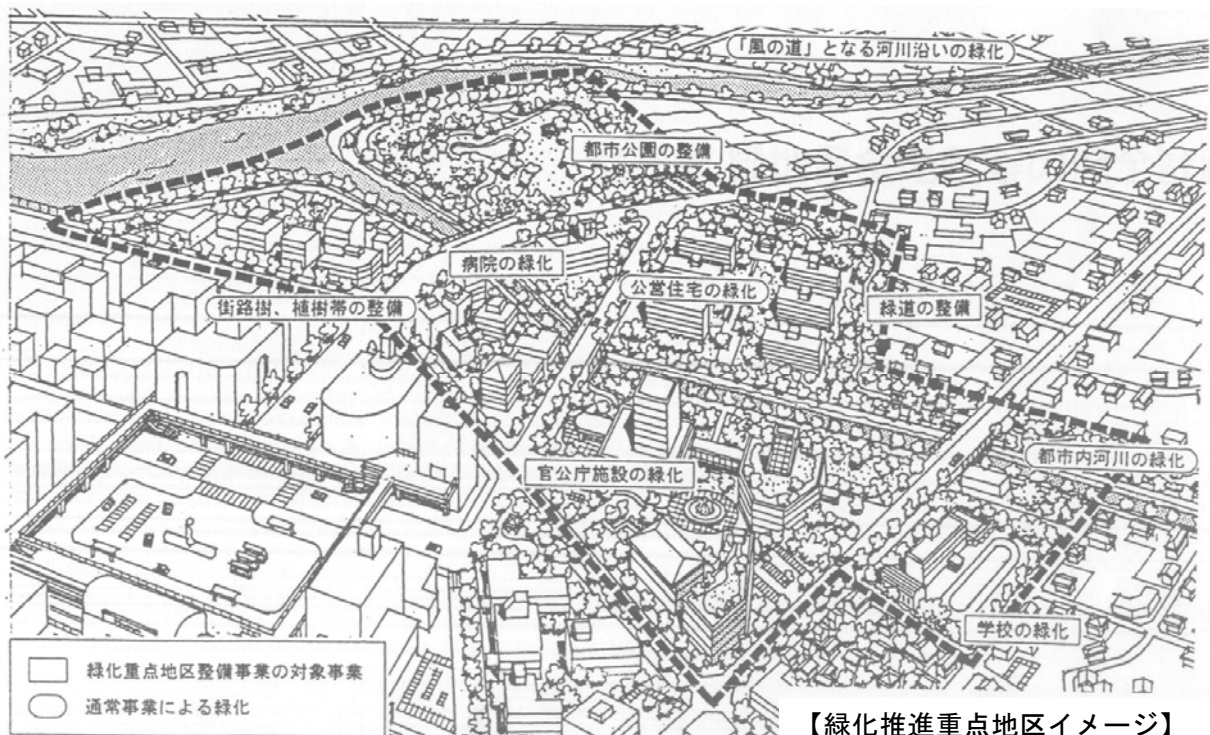 「風の道」となる河川沿いの緑化
都市公園の整備
病院の緑化
公営住宅の緑化
街路樹、植樹帯の整備
緑道の整備
都市内河川の緑化
官公庁施設の緑化
学校の緑化
緑化重点地区整備事業の対象事業
通常事業による緑化
【緑化推進重点地区イメージ】